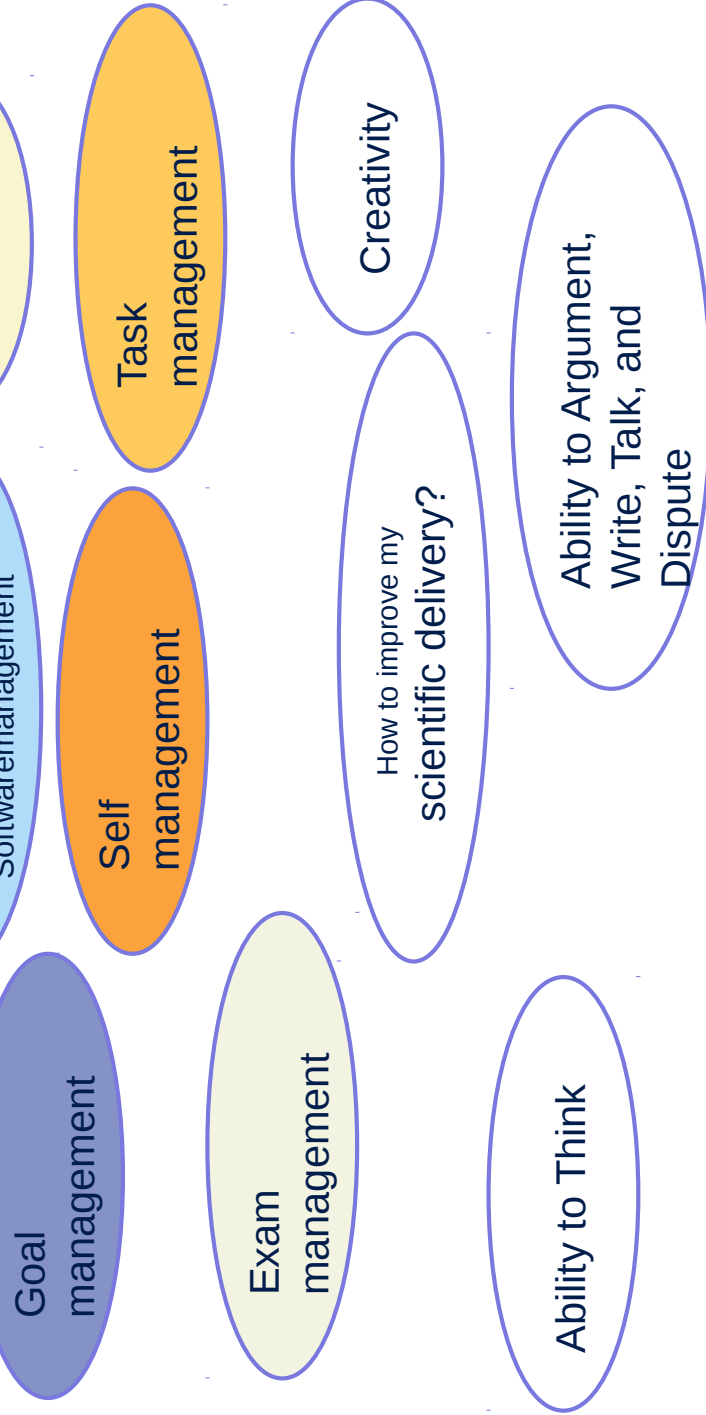 Softwaremanagement
Goal
management
Self
management
Task
management
Exam
management
How to improve my
scientific delivery?
Creativity
Ability to Think
Ability to Argument,
Write, Talk, and
Dispute